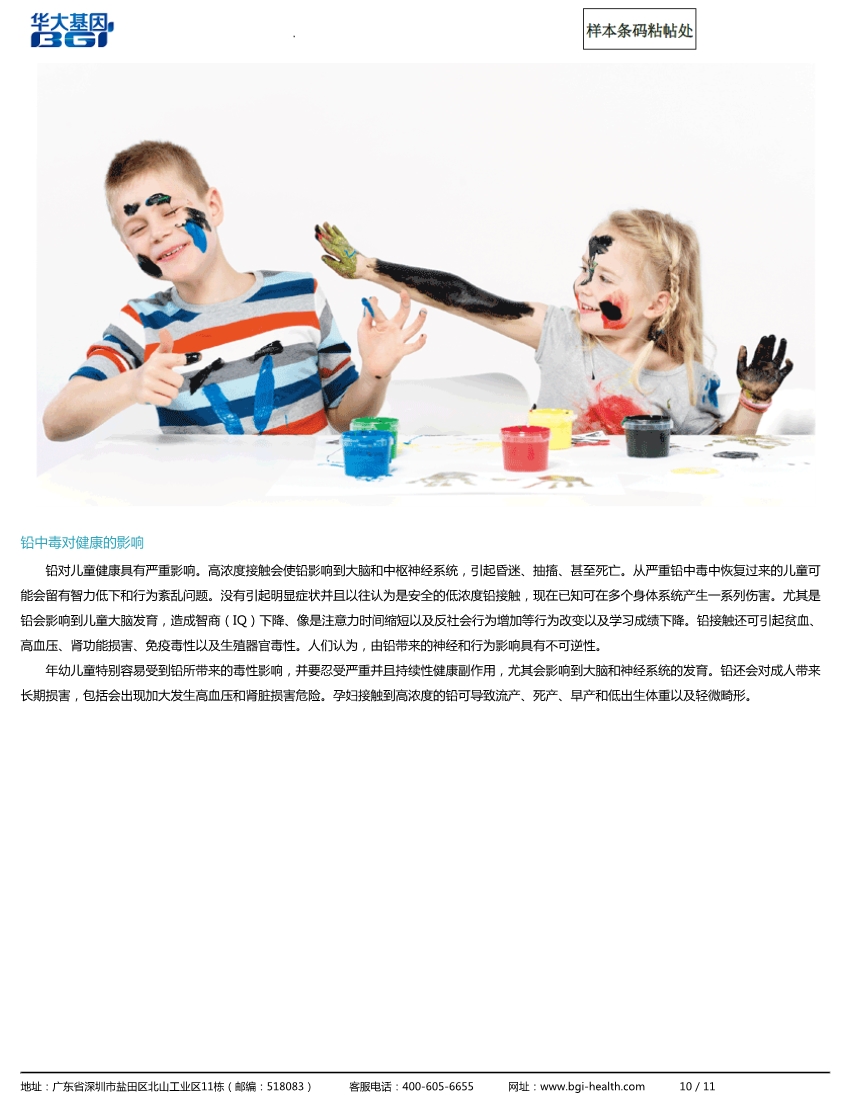 华大基因
BGI
样本条码粘帖处
铅中毒对健康的影响
铅对儿童健康具有严重影响。高浓度接触会使铅影响到大脑和中枢神经系统，引起昏迷、抽搐、甚至死亡。从严重铅中毒中恢复过来的儿童可
能会留有智力低下和行为紊乱问题。没有引起明显症状并且以往认为是安全的低浓度铅接触，现在已知可在多个身体系统产生一系列伤害。尤其是
铅会影响到儿童大脑发育，造成智商（IQ）下降、像是注意力时间缩短以及反社会行为增加等行为改变以及学习成绩下降。铅接触还可引起贫血、
高血压、肾功能损害、免疫毒性以及生殖器官毒性。人们认为，由铅带来的神经和行为影响具有不可逆性。
年幼儿童特别容易受到铅所带来的毒性影响，并要忍受严重并且持续性健康副作用，尤其会影响到大脑和神经系统的发育。铅还会对成人带来
长期损害，包括会出现加大发生高血压和肾脏损害危险。孕妇接触到高浓度的铅可导致流产、死产、早产和低出生体重以及轻微畸形。
地址：广东省深圳市盐田区北山工业区11栋（邮编：518083） 客服电话：400-605-6655 网址：www.bgi-health.com 10 / 11